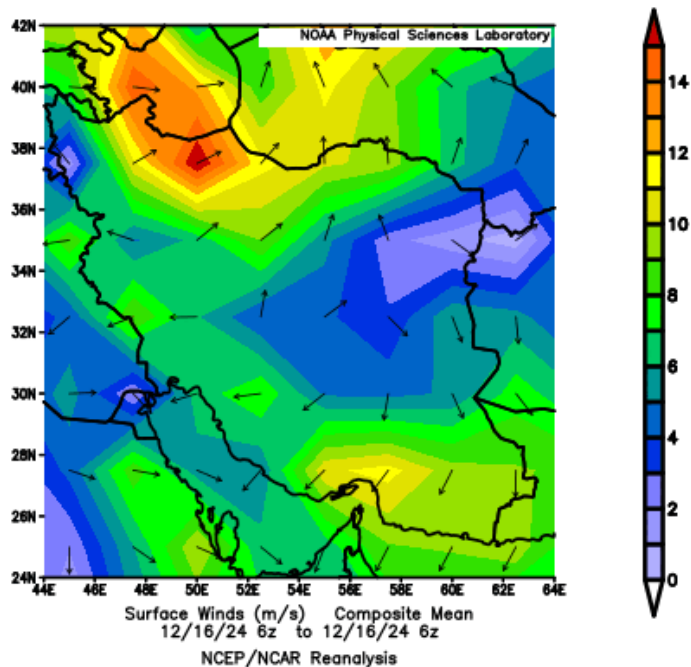 NOAA Physical Sciences Laboratory
42N
40N
38N
36N
34N
32N
30N
28N
26N
24N
44E 46E 48E 50E 52E 54E 56E 58E 60E 62E 64E
14
12
10
8
6
4
2
0
Surface Winds (m/s) Composite Mean
12/16/24 6z to 12/16/24 6z
NCEP/NCAR Reanalysis